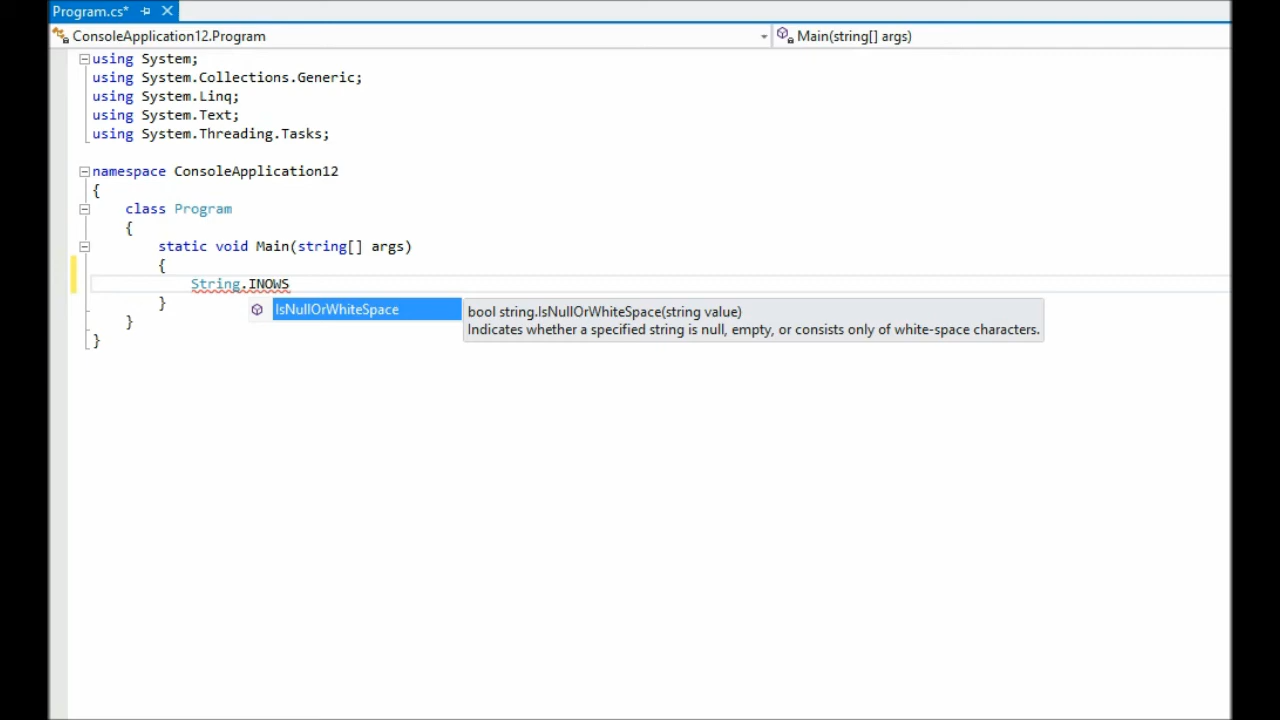 Program.cs*
ConsoleApplication12.Program
Main(string[] args)
using System;
using System.Collections.Generic;
using System.Linq;
using System.Text;
using System.Threading.Tasks;
namespace ConsoleApplication12
{
class Program
{
static void Main(string[] args)
{
String.INOWS
}
IsNullOrWhiteSpace
bool string.IsNullOrWhiteSpace(string value)
Indicates whether a specified string is null, empty, or consists only of white-space characters.
}
}